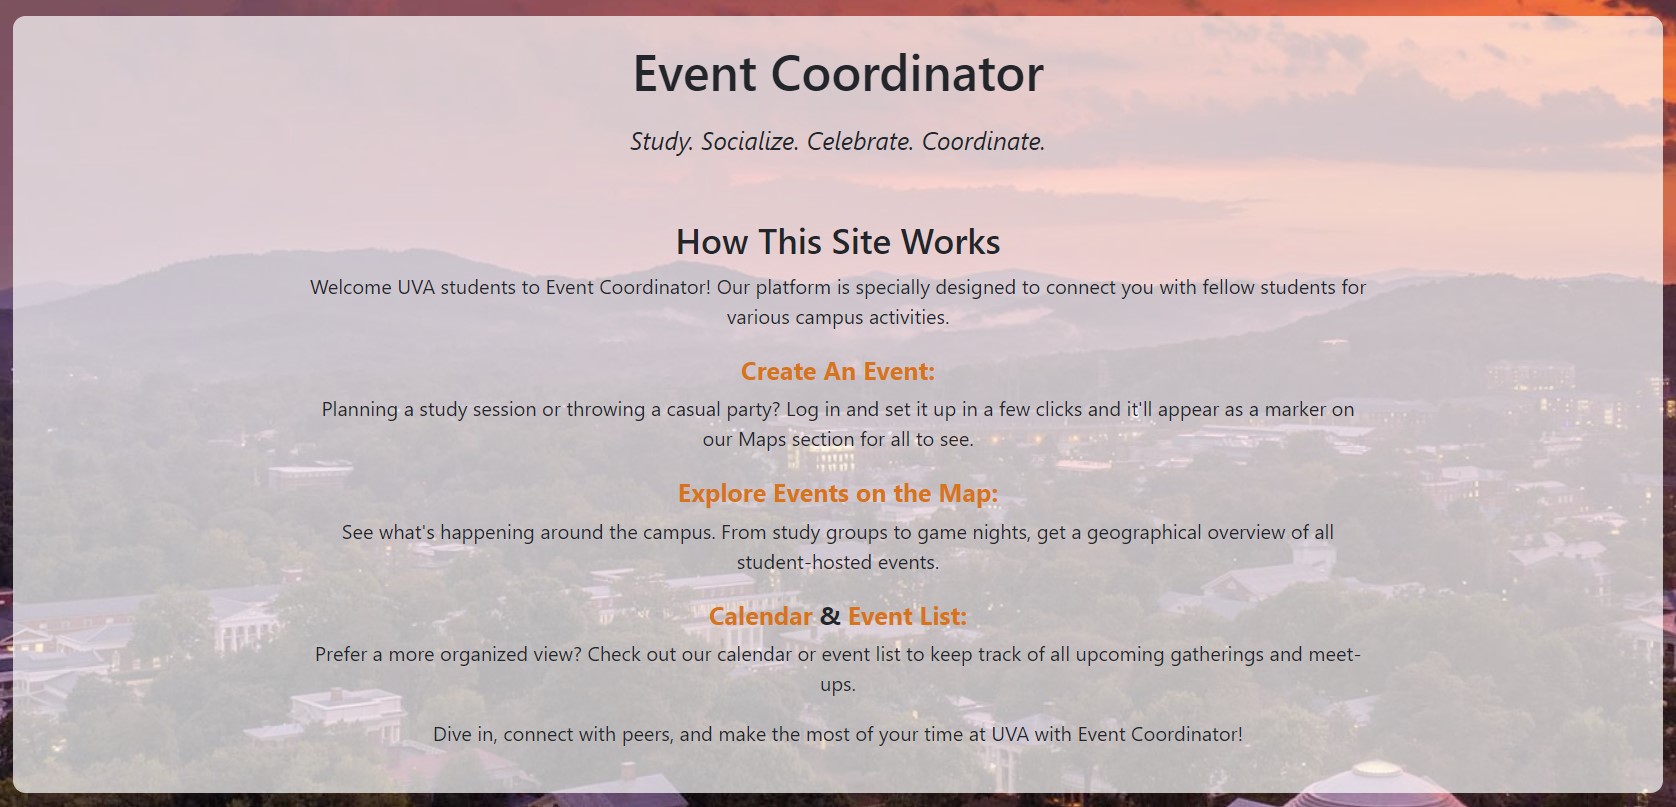 Event Coordinator
Study. Socialize. Celebrate. Coordinate.
How This Site Works
Welcome UVA students to Event Coordinator! Our platform is specially designed to connect you with fellow students for
various campus activities.
Create An Event:
Planning a study session or throwing a casual party? Log in and set it up in a few clicks and it'll appear as a marker on
our Maps section for all to see.
Explore Events on the Map:
See what's happening around the campus. From study groups to game nights, get a geographical overview of all
student-hosted events.
Calendar & Event List:
Prefer a more organized view? Check out our calendar or event list to keep track of all upcoming gatherings and meet-
ups.
Dive in, connect with peers, and make the most of your time at UVA with Event Coordinator!